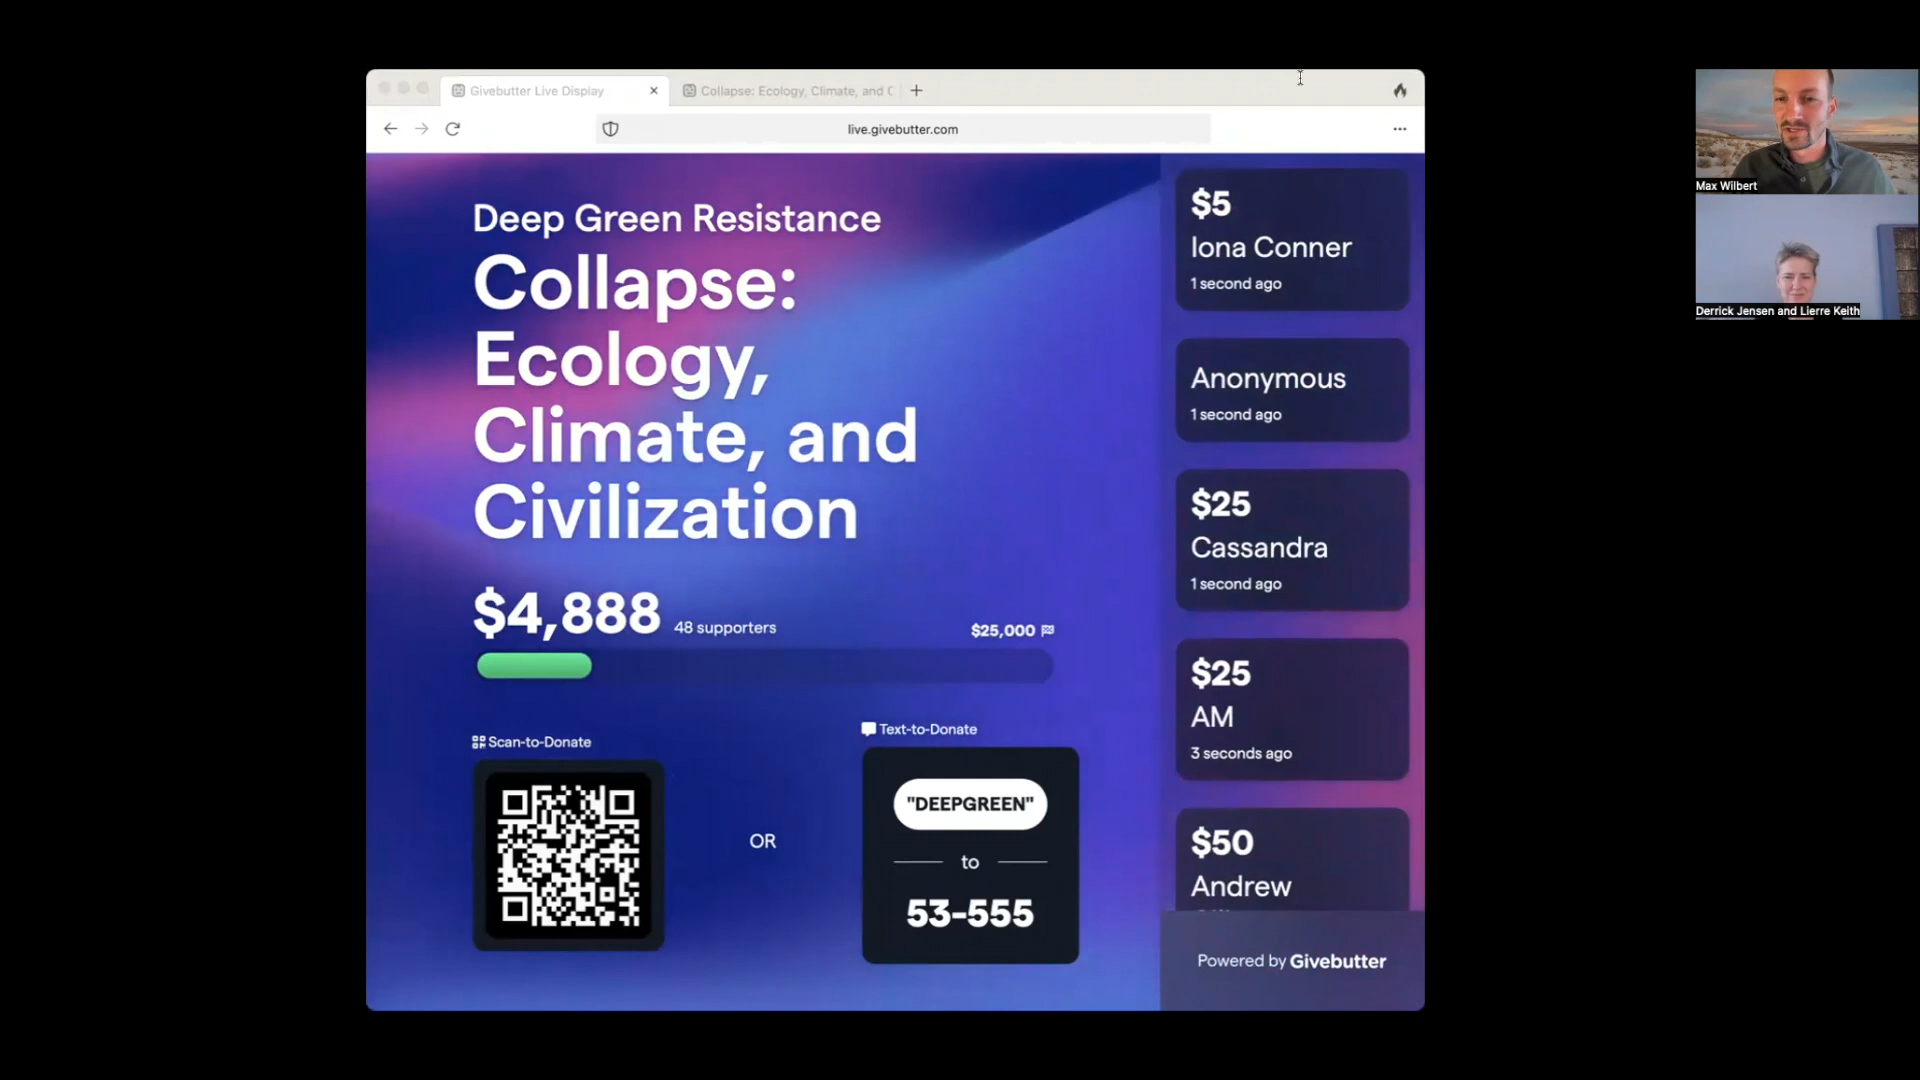 Givebutter Live Display
Collapse: Ecology, Climate, and C
live.givebutter.com
Deep Green Resistance
Collapse:
Ecology,
Climate, and
Civilization
$4,888 48 supporters
$25,000
Scan-to-Donate
OR
Text-to-Donate
"DEEPGREEN"
to
53-555
$5
Iona Conner
1 second ago
Anonymous
1 second ago
$25
Cassandra
1 second ago
$25
AM
3 seconds ago
$50
Andrew
Powered by Givebutter
Max Wilbert
Derrick Jensen and Lierre Keith